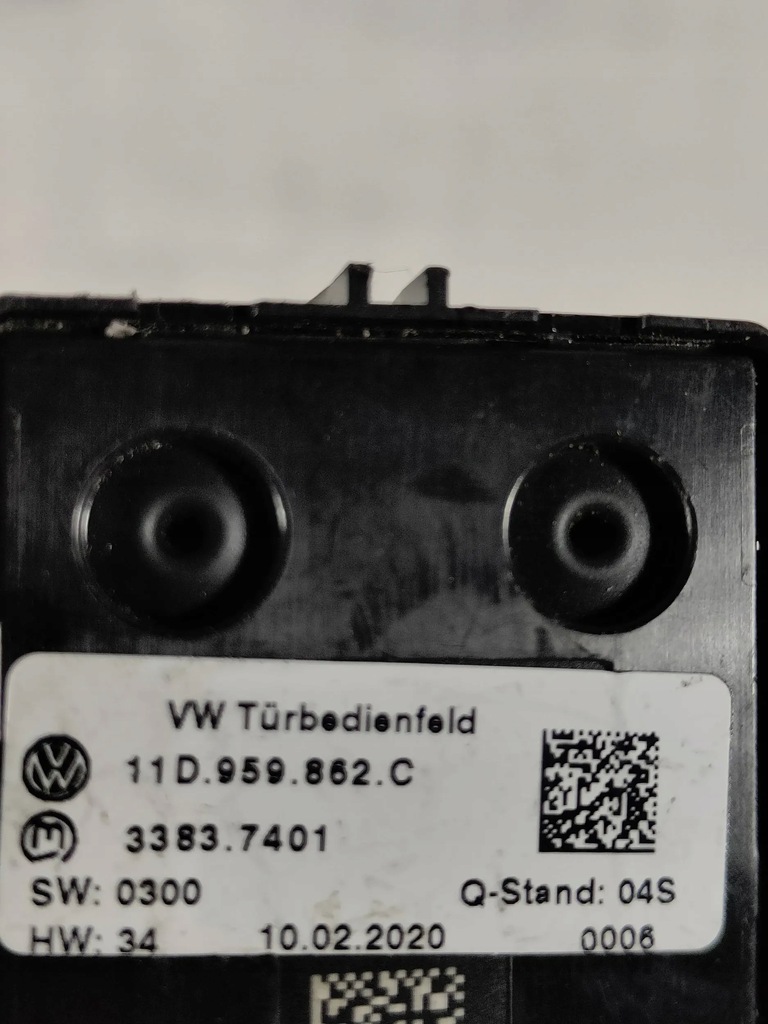 VW Türbedienfeld
11D.959.862.C
3383.7401
SW: 0300 Q-Stand: 04S
HW: 34 10.02.2020 0006